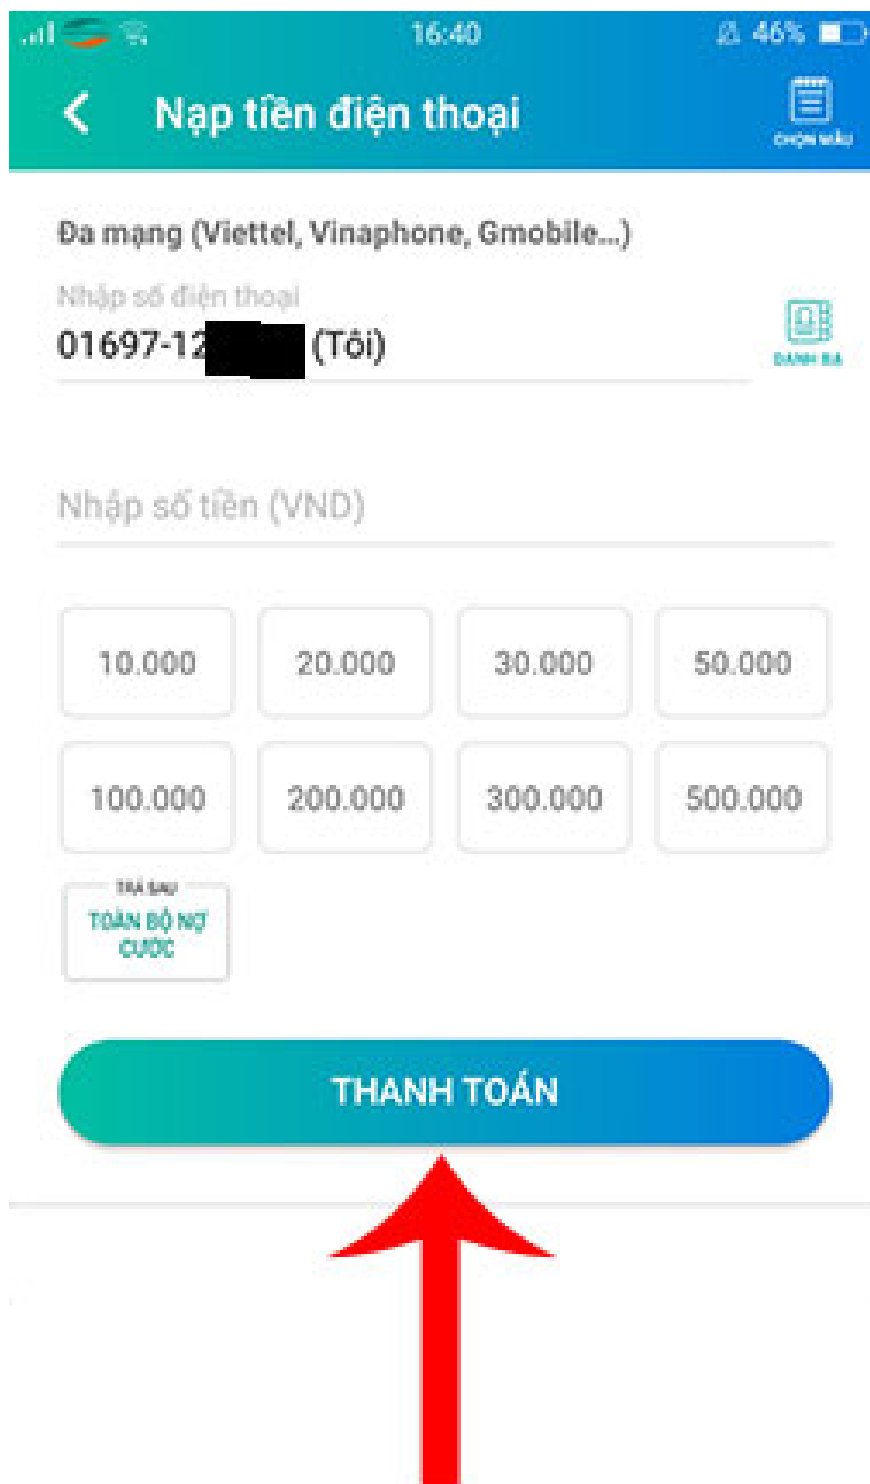 16:40
46%
Nạp tiền điện thoại
CHỌN MẪU
Đa mạng (Viettel, Vinaphone, Gmobile...)
Nhập số điện thoại
01697-12 (Tôi)
DANH BẠ
Nhập số tiền (VND)
10.000 20.000 30.000 50.000
100.000 200.000 300.000 500.000
TRẢ SAU
TOÀN BỘ NỢ
CƯỚC
THANH TOÁN